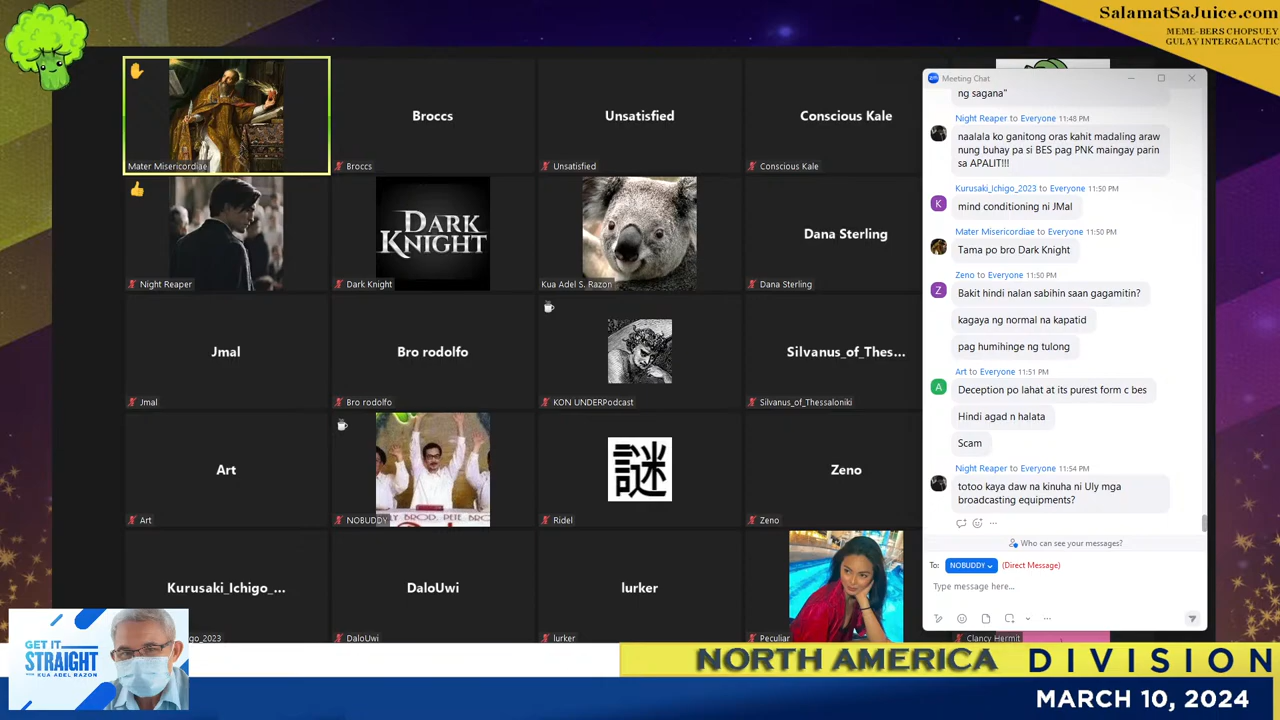 SalamatSaJuice.com
MEME-BERS CHOPSUEY
GULAY INTERGALACTIC
Mater Misericordiae
Broccs
Broccs
Unsatisfied
Unsatisfied
Conscious Kale
Conscious Kale
Night Reaper
DARK
KNIGHT
Dark Knight
Kua Adel S. Razon
Dana Sterling
Dana Sterling
Jmal
Jmal
Bro rodolfo
Bro rodolfo
KON UNDERPodcast
Silvanus_of_Thes...
Silvanus_of_Thessaloniki
Art
Art
NOBUDDY
謎
Ridel
Zeno
Zeno
Kurusaki_Ichigo_...
DaloUwi
DaloUwi
lurker
lurker
Peculiar
Clancy Hermit
Meeting Chat
ng sagana"
Night Reaper to Everyone 11:48 PM
naalala ko ganitong oras kahit madaling araw
nung buhay pa si BES pag PNK maingay parin
sa APALIT!!!
Kurusaki_Ichigo_2023 to Everyone 11:50 PM
K
mind conditioning ni JMal
Mater Misericordiae to Everyone 11:50 PM
Tama po bro Dark Knight
Zeno to Everyone 11:50 PM
Z
Bakit hindi nalan sabihin saan gagamitin?
kagaya ng normal na kapatid
pag humihinge ng tulong
Art to Everyone 11:51 PM
A
Deception po lahat at its purest form c bes
Hindi agad n halata
Scam
Night Reaper to Everyone 11:54 PM
totoo kaya daw na kinuha ni Uly mga
broadcasting equipments?
Who can see your messages?
To: NOBUDDY (Direct Message)
Type message here...
GET IT
STRAIGHT
KUA ADEL RAZON
NORTH AMERICA DIVISION
MARCH 10, 2024